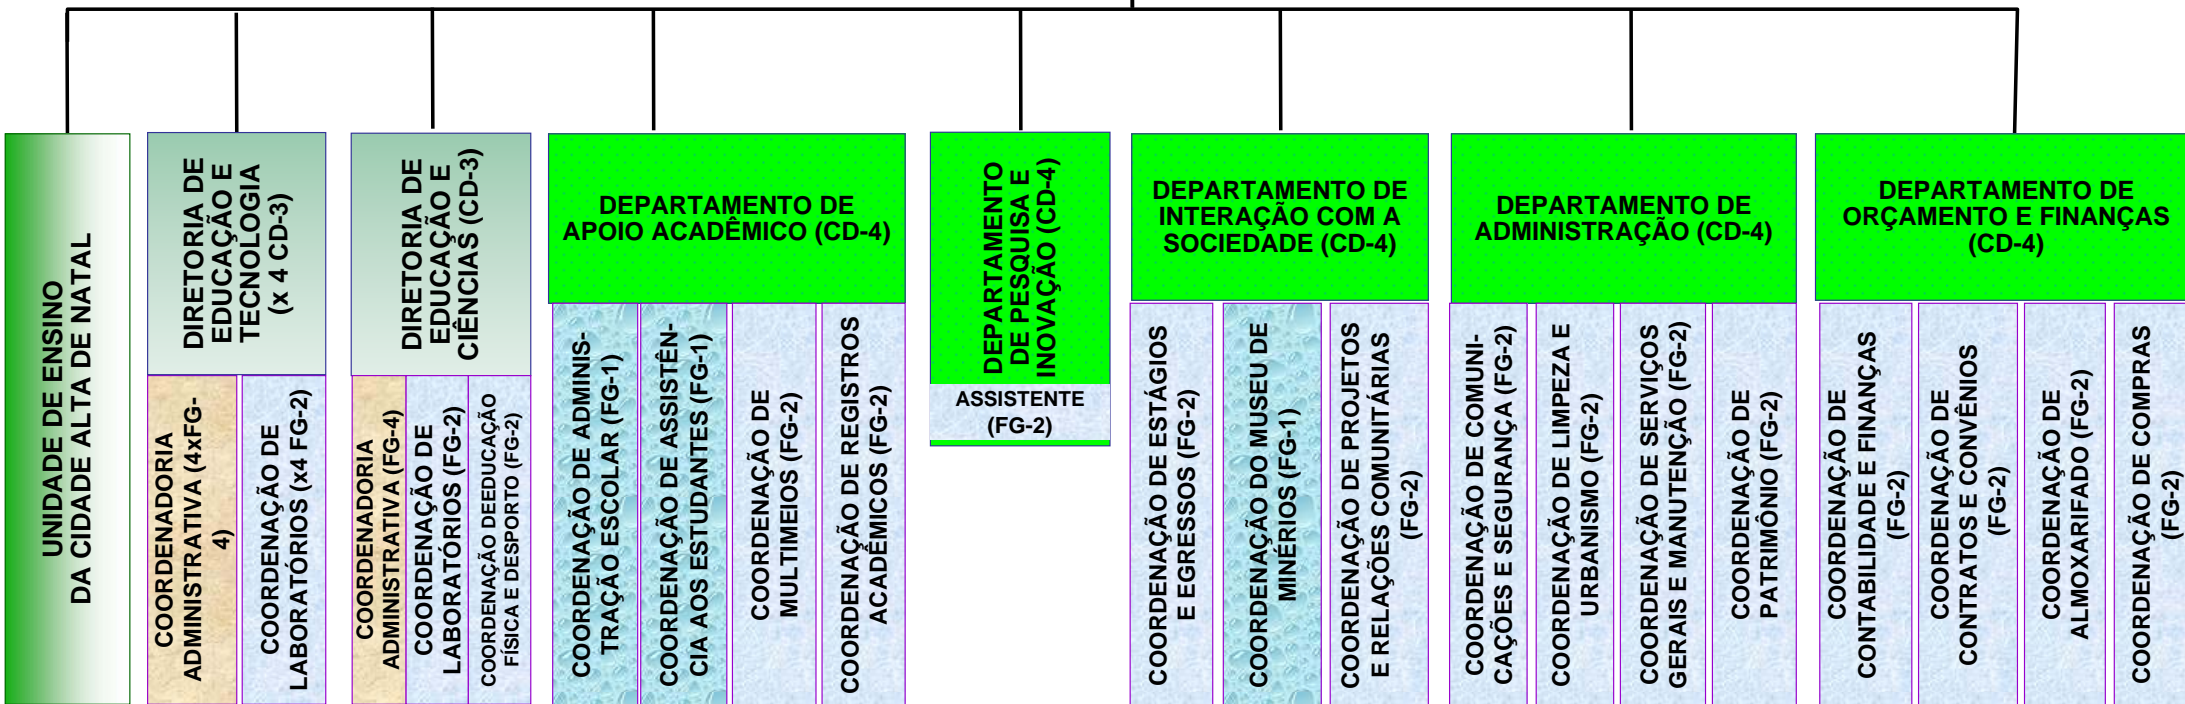 UNIDADE DE ENSINO
DA CIDADE ALTA DE NATAL
DIRETORIA DE
EDUCAÇÃO E
TECNOLOGIA
(x 4 CD-3)
COORDENADORIA
ADMINISTRATIVA (4xFG-
4)
COORDENAÇÃO DE
LABORATÓRIOS (x4 FG-2)
DIRETORIA DE
EDUCAÇÃO E
CIÊNCIAS (CD-3)
COORDENADORIA
ADMINISTRATIVA (FG-4)
COORDENAÇÃO DE
LABORATÓRIOS (FG-2)
COORDENAÇÃO DEEDUCAÇÃO
FÍSICA E DESPORTO (FG-2)
DEPARTAMENTO DE
APOIO ACADÊMICO (CD-4)
COORDENAÇÃO DE ADMINIS-
TRAÇÃO ESCOLAR (FG-1)
COORDENAÇÃO DE ASSISTÊN-
CIA AOS ESTUDANTES (FG-1)
COORDENAÇÃO DE
MULTIMEIOS (FG-2)
COORDENAÇÃO DE REGISTROS
ACADÊMICOS (FG-2)
DEPARTAMENTO
DE PESQUISA E
INOVAÇÃO (CD-4)
ASSISTENTE
(FG-2)
DEPARTAMENTO DE
INTERAÇÃO COM A
SOCIEDADE (CD-4)
COORDENAÇÃO DE ESTÁGIOS
E EGRESSOS (FG-2)
COORDENAÇÃO DO MUSEU DE
MINÉRIOS (FG-1)
COORDENAÇÃO DE PROJETOS
E RELAÇÕES COMUNITÁRIAS
(FG-2)
DEPARTAMENTO DE
ADMINISTRAÇÃO (CD-4)
COORDENAÇÃO DE COMUNI-
CAÇÕES E SEGURANÇA (FG-2)
COORDENAÇÃO DE LIMPEZA E
URBANISMO (FG-2)
COORDENAÇÃO DE SERVIÇOS
GERAIS E MANUTENÇÃO (FG-2)
COORDENAÇÃO DE
PATRIMÔNIO (FG-2)
DEPARTAMENTO DE
ORÇAMENTO E FINANÇAS
(CD-4)
COORDENAÇÃO DE
CONTABILIDADE E FINANÇAS
(FG-2)
COORDENAÇÃO DE
CONTRATOS E CONVÊNIOS
(FG-2)
COORDENAÇÃO DE
ALMOXARIFADO (FG-2)
COORDENAÇÃO DE COMPRAS
(FG-2)